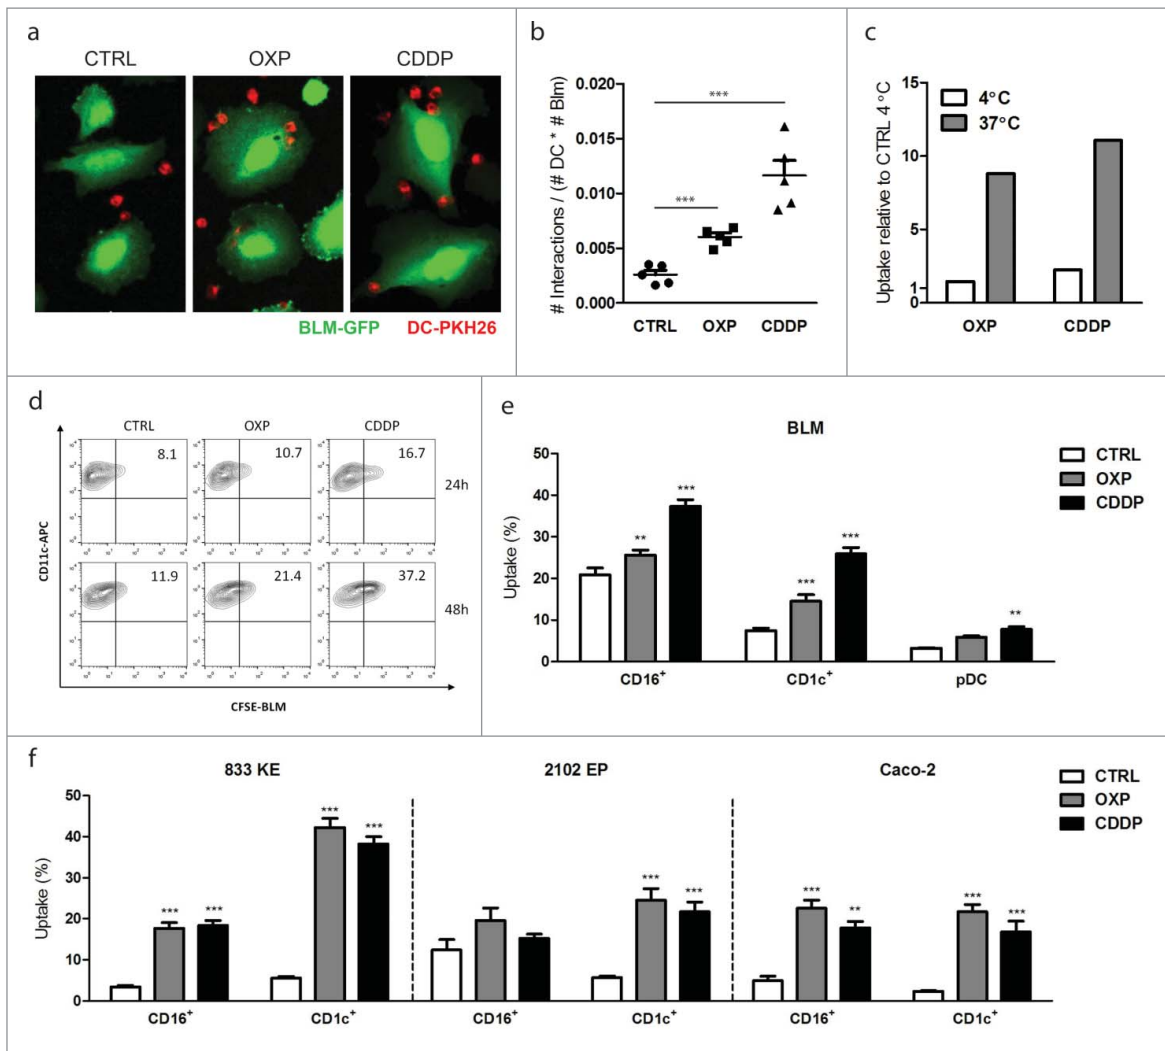 a
CTRL OXP CDDP
BLM-GFP DC-PKH26
b
# Interactions / (# DC * # Blm)
0.020
0.015
0.010
0.005
0.000
***
***
CTRL OXP CDDP
c
Uptake relative to CTRL 4 °C
15
10
5
1
0
4°C
37°C
OXP CDDP
d
CTRL OXP CDDP
8.1 10.7 16.7
24h
11.9 21.4 37.2
48h
CD11c-APC
CFSE-BLM
e
BLM
Uptake (%)
50
40
30
20
10
0
CTRL
OXP
CDDP
** ***
*** ***
**
CD16+ CD1c+ pDC
f
833 KE 2102 EP Caco-2
Uptake (%)
50
40
30
20
10
0
CTRL
OXP
CDDP
*** *** *** *** *** *** *** ** *** ***
CD16+ CD1c+ CD16+ CD1c+ CD16+ CD1c+